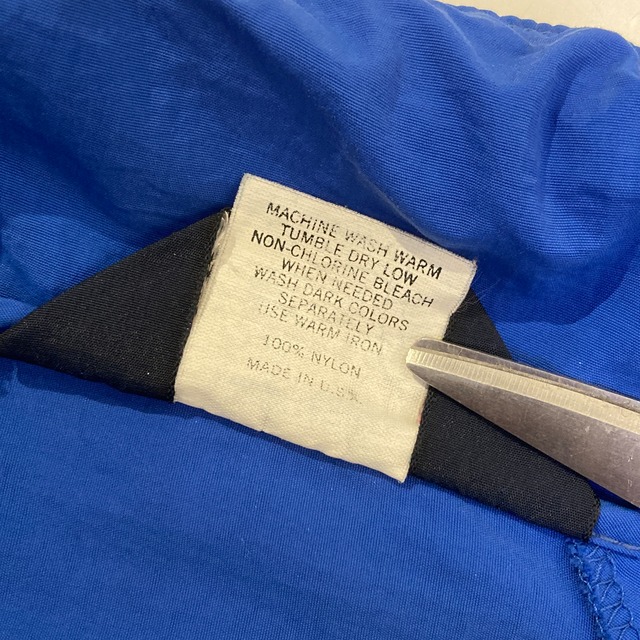 MACHINE WASH WARM
TUMBLE DRY LOW
NON-CHLORINE BLEACH
WHEN NEEDED
WASH DARK COLORS
SEPARATELY
USE WARM IRON
100% NYLON
MADE IN U.S.A.